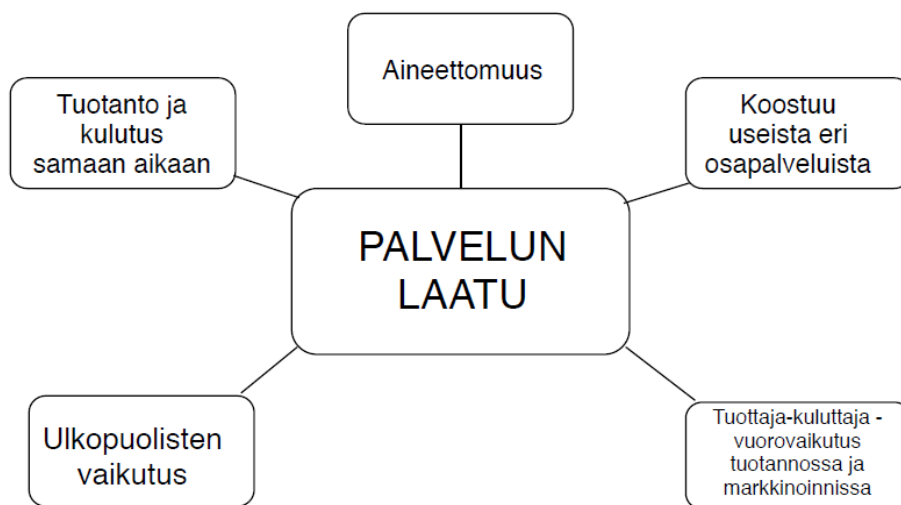 Aineettomuus
Tuotanto ja
kulutus
samaan aikaan
Koostuu
useista eri
osapalveluista
PALVELUN
LAATU
Ulkopuolisten
vaikutus
Tuottaja-kuluttaja -
vuorovaikutus
tuotannossa ja
markkinoinnissa